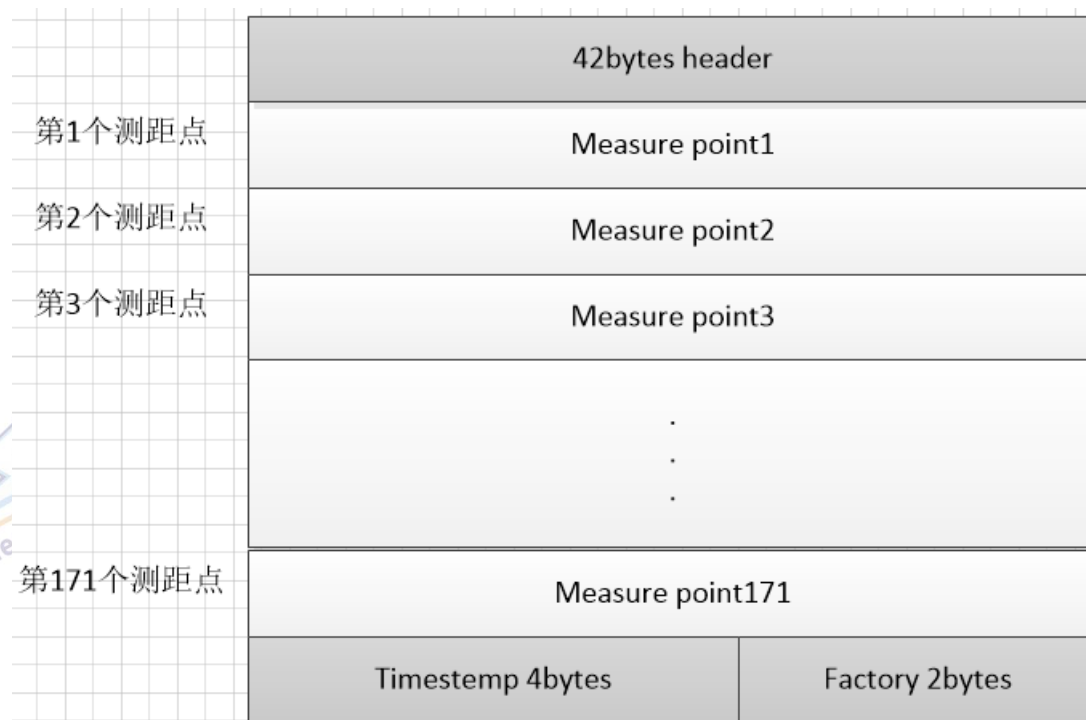 42bytes header
第1个测距点
Measure point1
第2个测距点
Measure point2
第3个测距点
Measure point3
.
.
.
第171个测距点
Measure point171
Timestemp 4bytes
Factory 2bytes